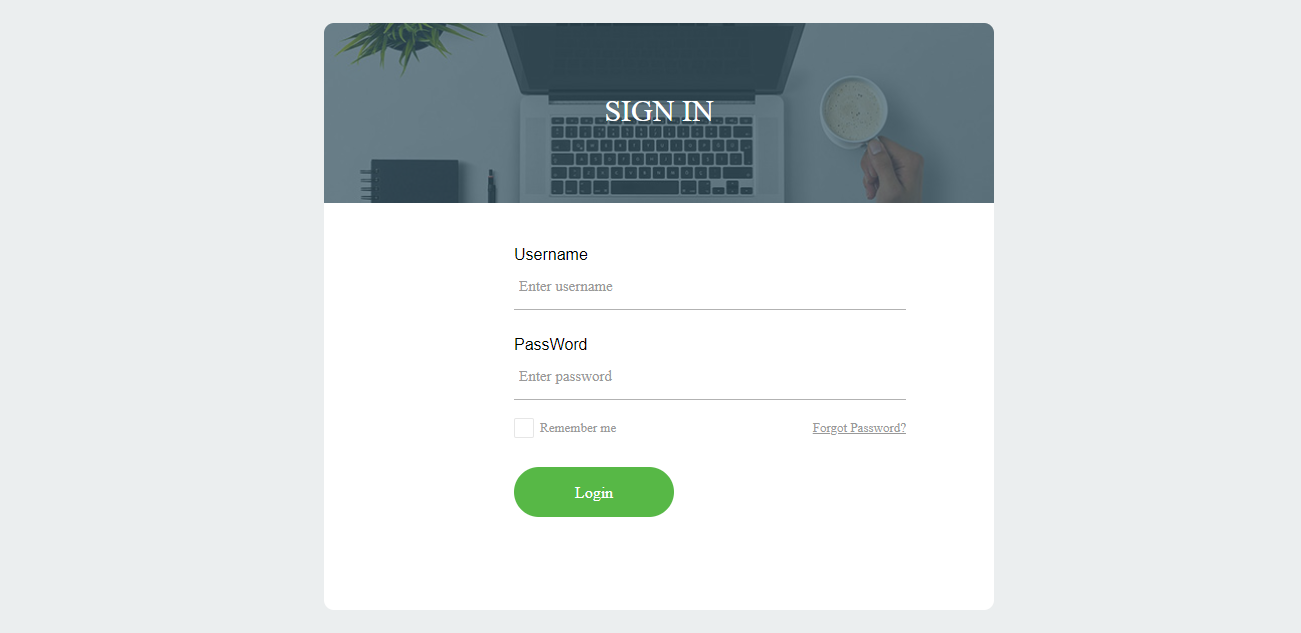 SIGN IN
Username
Enter username
PassWord
Enter password
Remember me Forgot Password?
Login